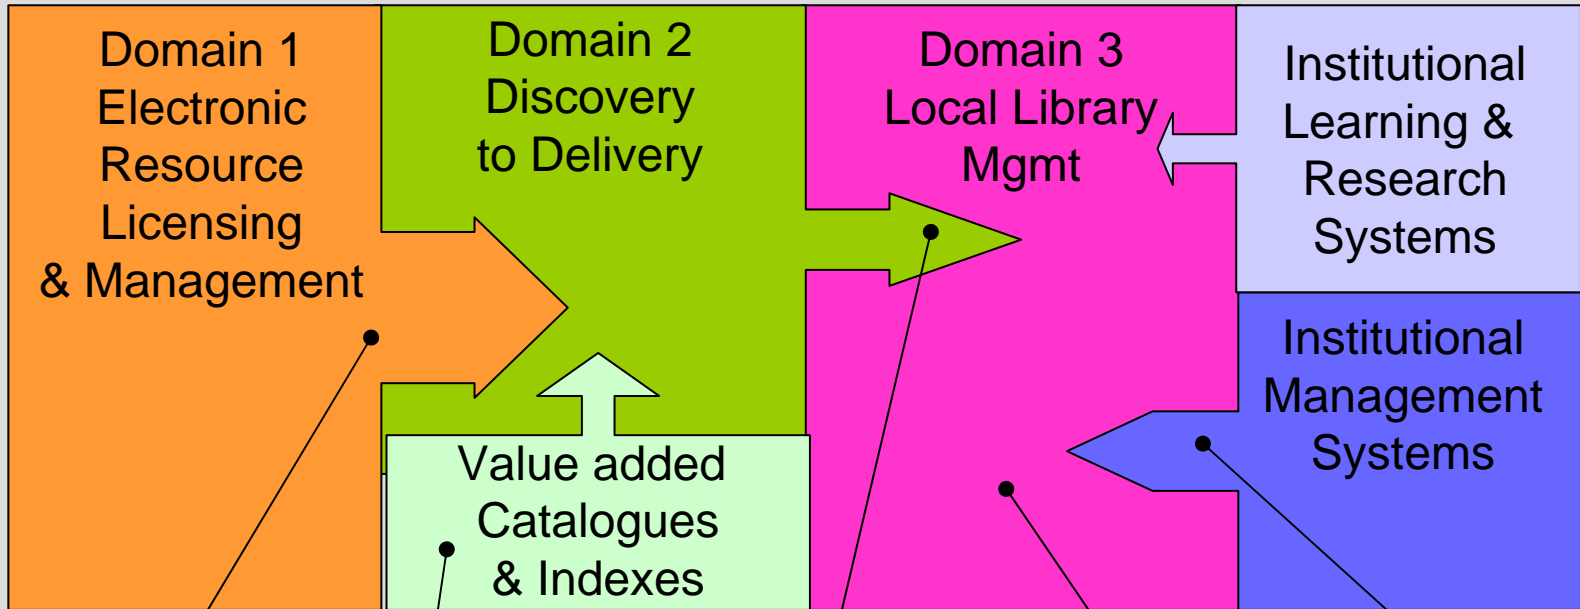 Domain 1
Electronic
Resource
Licensing
& Management
Domain 2
Discovery
to Delivery
Value added
Catalogues
& Indexes
Domain 3
Local Library
Mgmt
Institutional
Learning &
Research
Systems
Institutional
Management
Systems